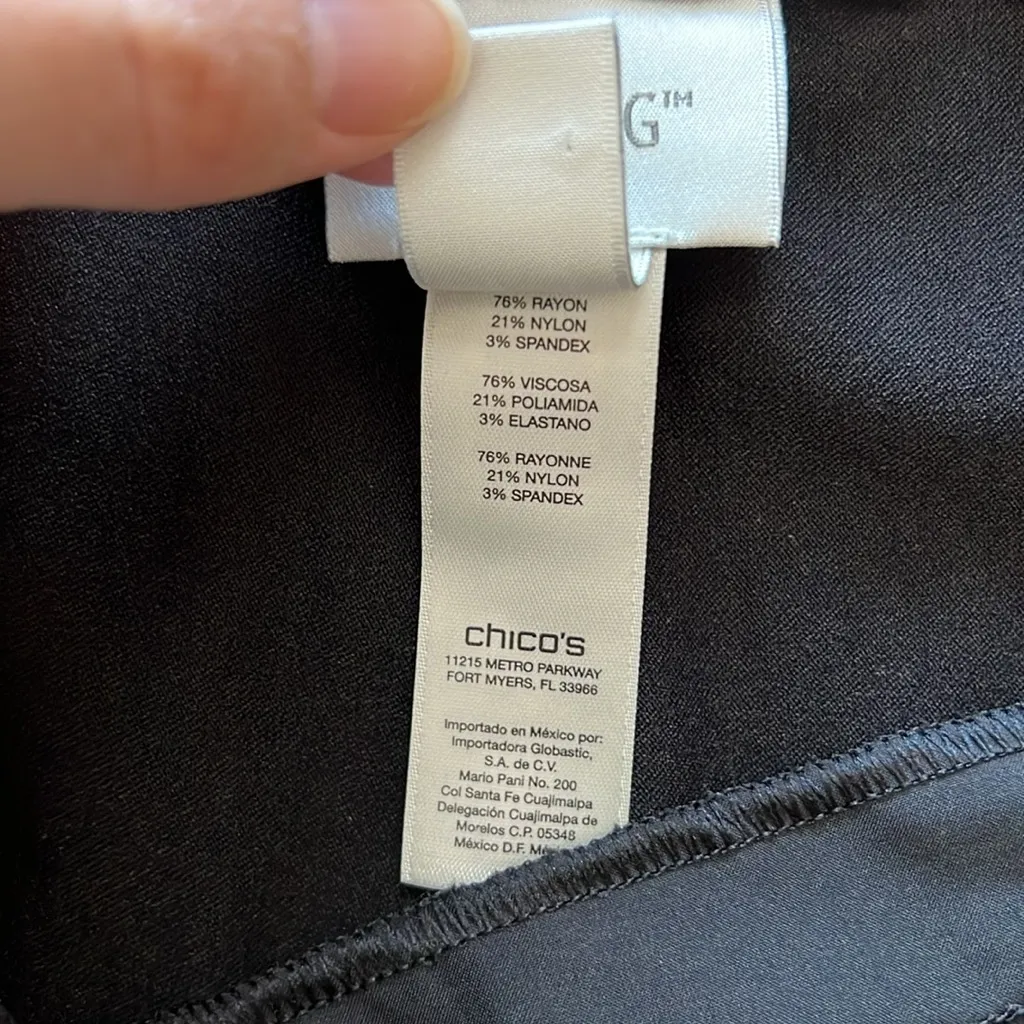 G™
76% RAYON
21% NYLON
3% SPANDEX
76% VISCOSA
21% POLIAMIDA
3% ELASTANO
76% RAYONNE
21% NYLON
3% SPANDEX
chico's
11215 METRO PARKWAY
FORT MYERS, FL 33966
Importado en México por:
Importadora Globastic,
S.A. de C.V.
Mario Pani No. 200
Col Santa Fe Cuajimalpa
Delegación Cuajimalpa de
Morelos C.P. 05348
México D.F.